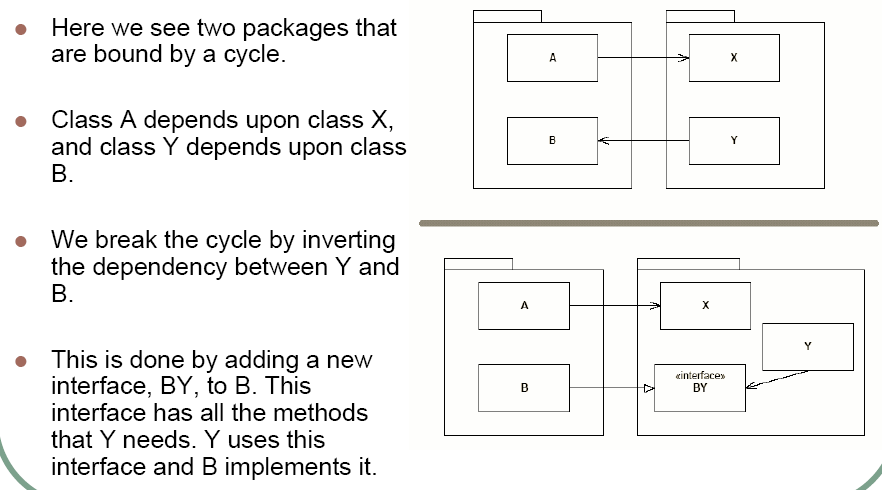 Here we see two packages that
are bound by a cycle.
Class A depends upon class X,
and class Y depends upon class
B.
We break the cycle by inverting
the dependency between Y and
B.
This is done by adding a new
interface, BY, to B. This
interface has all the methods
that Y needs. Y uses this
interface and B implements it.
A
X
B
Y
A
X
Y
B
«interface»
BY